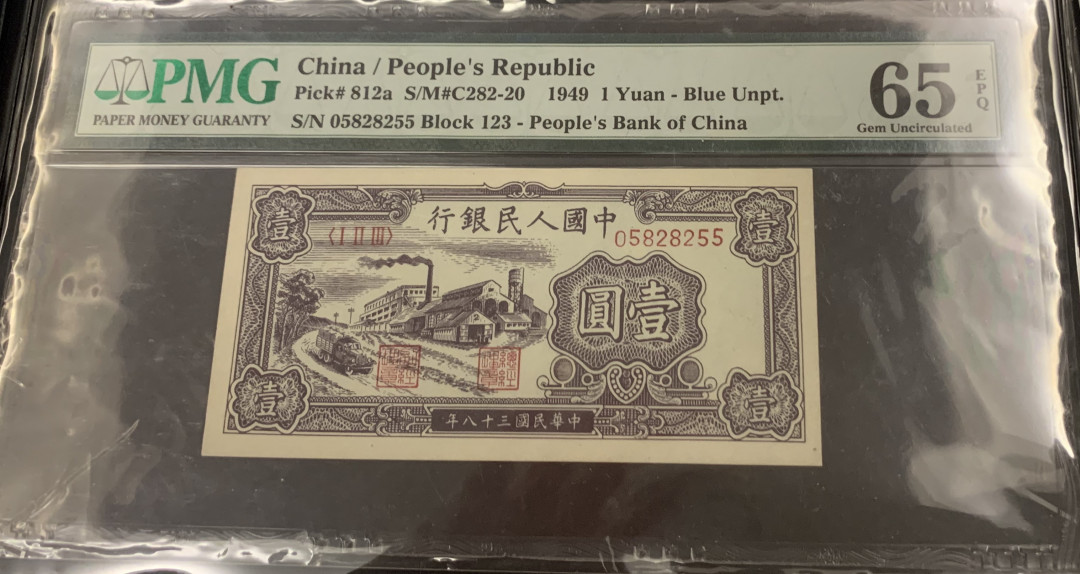 PMG
PAPER MONEY GUARANTY
China / People's Republic
Pick# 812a S/M#C282-20 1949 1 Yuan - Blue Unpt.
S/N 05828255 Block 123 - People's Bank of China
65
EPQ
Gem Uncirculated
中國人民銀行
壹
壹
〈I II III〉
05828255
壹圓
壹
壹
中華民國三十八年